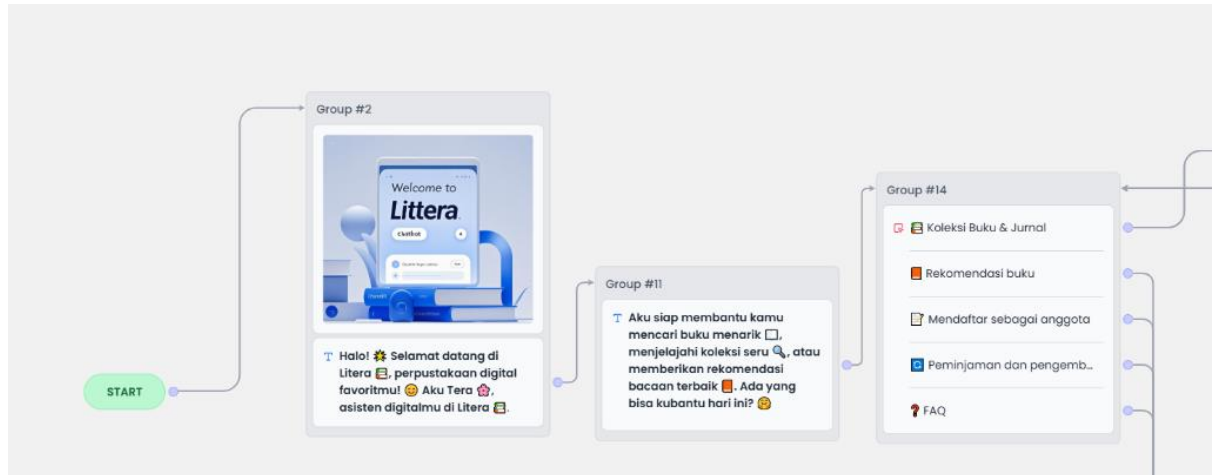 Group #2
Welcome to
Littera
Chatbot
START
T Halo! 🌟 Selamat datang di
Litera 📗, perpustakaan digital
favoritmu! 😊 Aku Tera 🌸,
asisten digitalmu di Litera 📗.
Group #11
T Aku siap membantu kamu
mencari buku menarik □,
menjelajahi koleksi seru 🔍, atau
memberikan rekomendasi
bacaan terbaik 📙. Ada yang
bisa kubantu hari ini? 🤗
Group #14
📗 Koleksi Buku & Jurnal
📙 Rekomendasi buku
📝 Mendaftar sebagai anggota
🔄 Peminjaman dan pengemb...
❓ FAQ